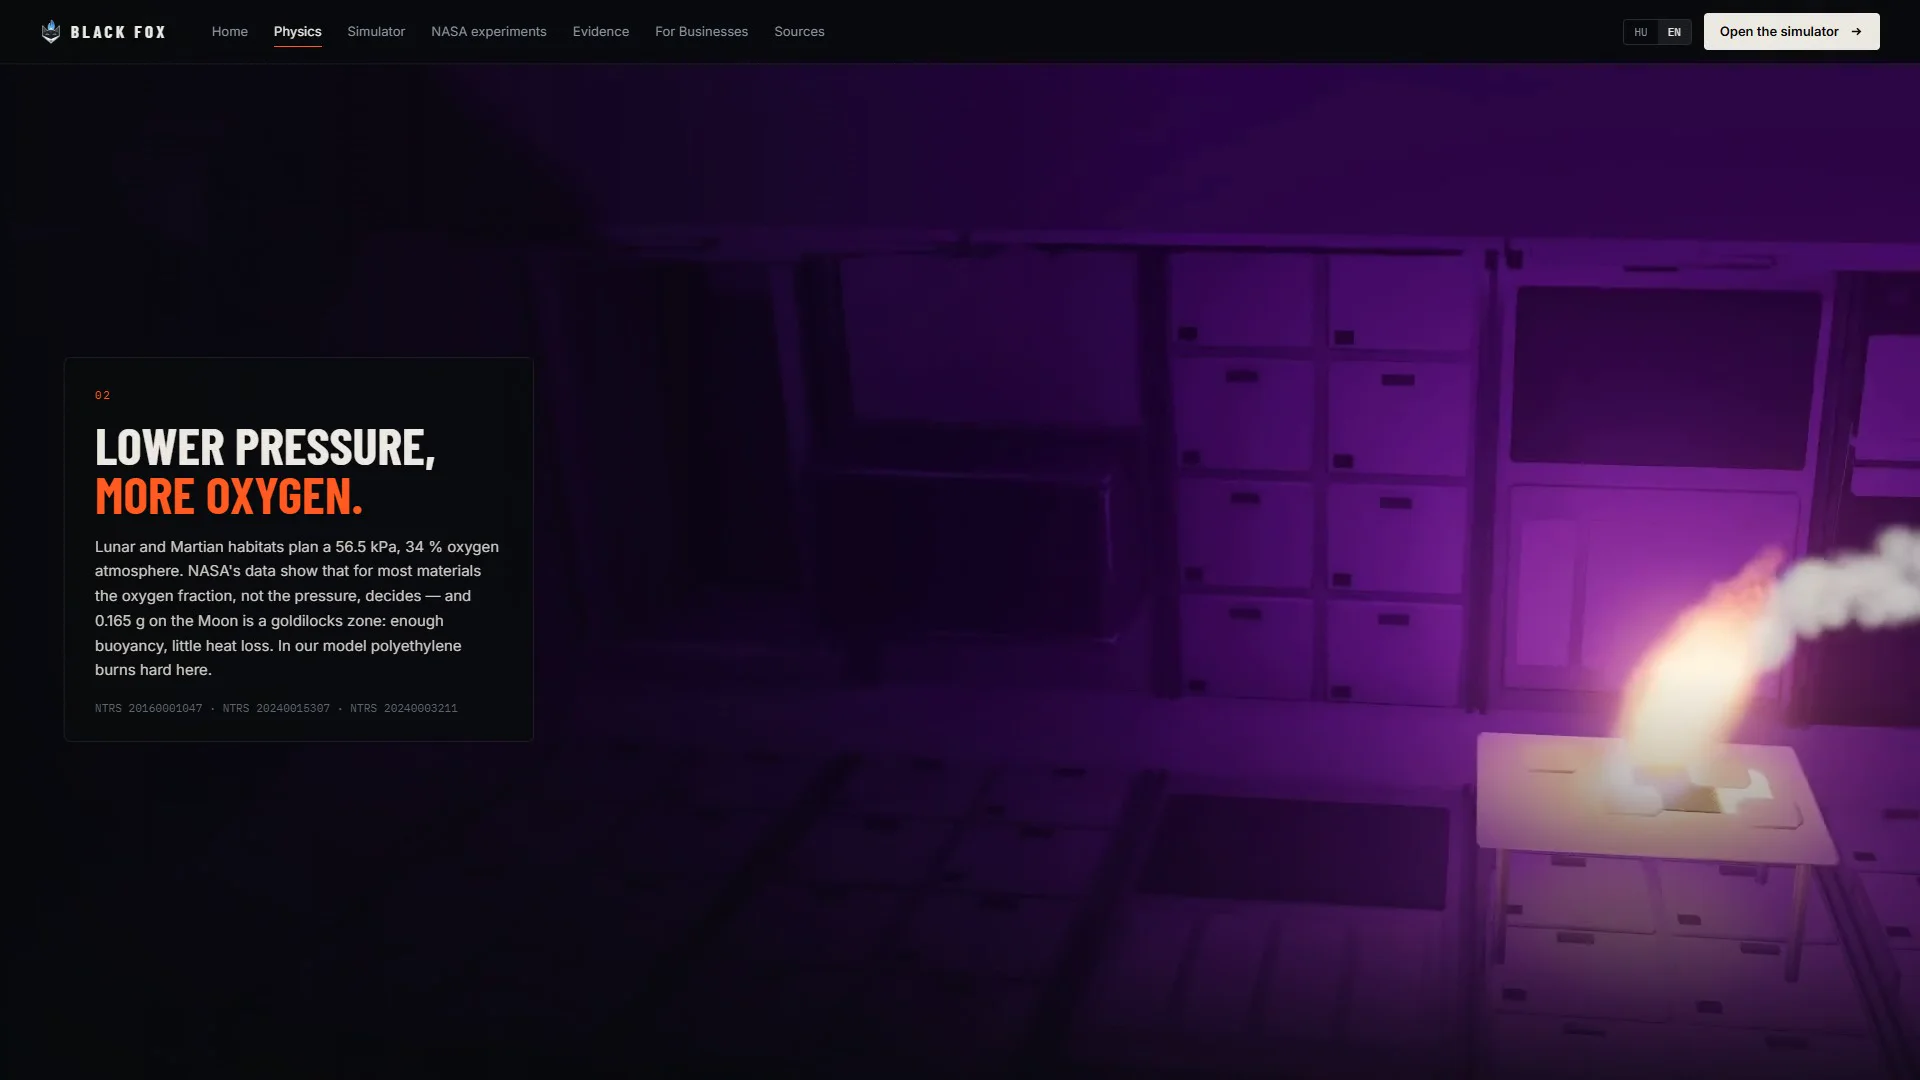 BLACK FOX
Home
Physics
Simulator
NASA experiments
Evidence
For Businesses
Sources
HU
EN
Open the simulator →
02
LOWER PRESSURE,
MORE OXYGEN.
Lunar and Martian habitats plan a 56.5 kPa, 34 % oxygen
atmosphere. NASA's data show that for most materials
the oxygen fraction, not the pressure, decides — and
0.165 g on the Moon is a goldilocks zone: enough
buoyancy, little heat loss. In our model polyethylene
burns hard here.
NTRS 20160001047 · NTRS 20240015307 · NTRS 20240003211